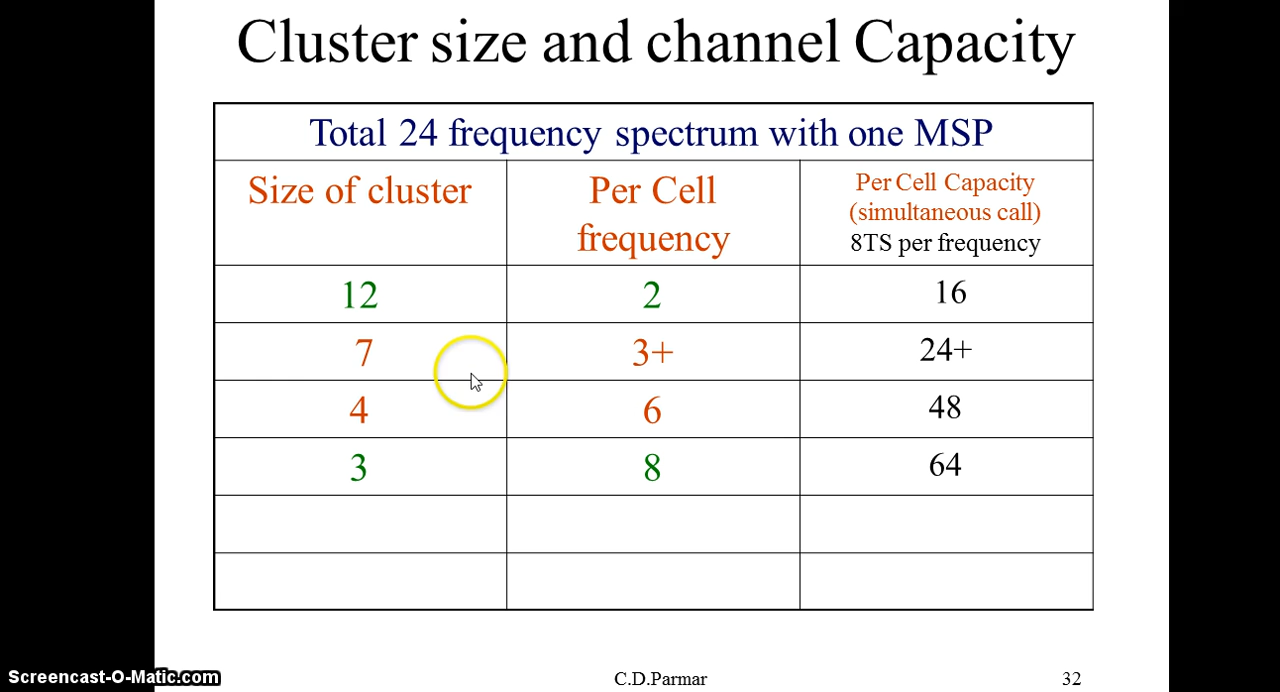 Cluster size and channel Capacity
Total 24 frequency spectrum with one MSP
Size of cluster
Per Cell
frequency
Per Cell Capacity
(simultaneous call)
8TS per frequency
12
2
16
7
3+
24+
4
6
48
3
8
64
Screencast-O-Matic.com
C.D.Parmar
32